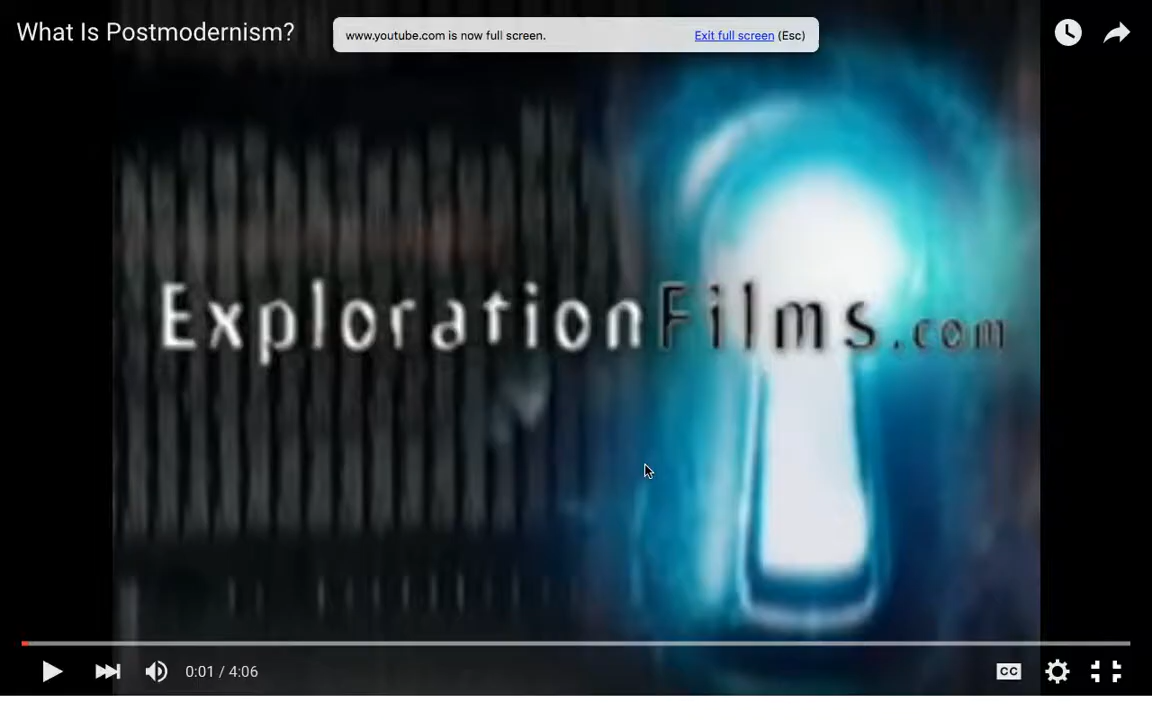 What Is Postmodernism?
www.youtube.com is now full screen. Exit full screen (Esc)
ExplorationFilms.com
0:01 / 4:06
CC